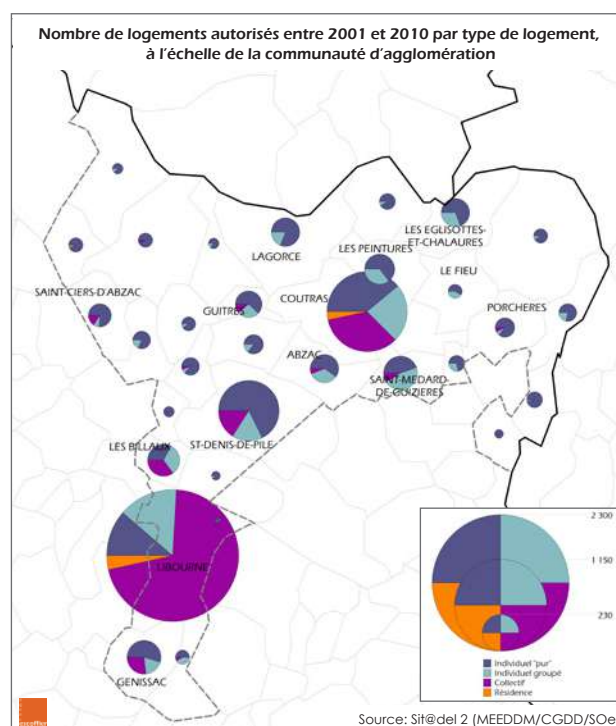 Nombre de logements autorisés entre 2001 et 2010 par type de logement,
à l'échelle de la communauté d'agglomération
LES EGLISOTTES-
ET-CHALAURES
LAGORCE
LES PEINTURES
LE FIEU
SAINT-CIERS-D'ABZAC
GUITRES
COUTRAS
PORCHERES
ABZAC
SAINT-MEDARD-
DE-GUIZIERES
ST-DENIS-DE-PILE
LES BILLAUX
LIBOURNE
GENISSAC
2 300
1 150
230
Individuel "pur"
Individuel groupé
Collectif
Résidence
Source: Sit@del 2 (MEEDDM/CGDD/SOe